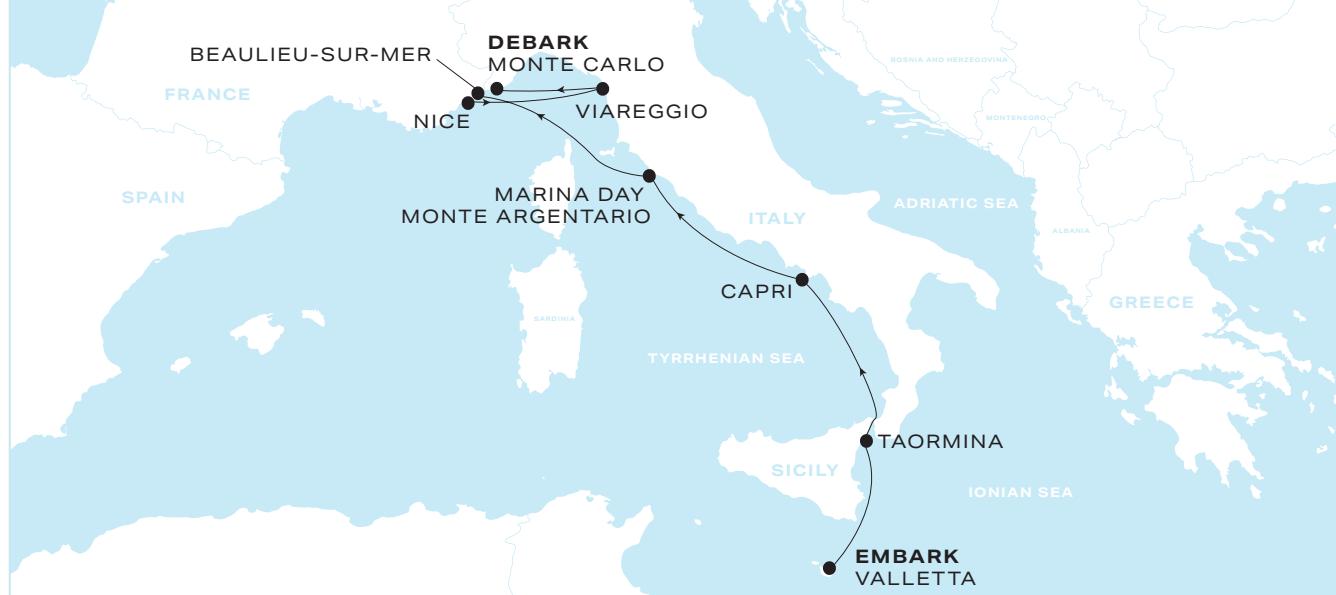 BEAULIEU-SUR-MER
DEBARK
MONTE CARLO
FRANCE
NICE
VIAREGGIO
BOSNIA AND HERZEGOVINA
MONTENEGRO
SPAIN
MARINA DAY
MONTE ARGENTARIO
ITALY
ADRIATIC SEA
ALBANIA
CAPRI
GREECE
SARDINIA
TYRRHENIAN SEA
TAORMINA
SICILY
IONIAN SEA
EMBARK
VALLETTA